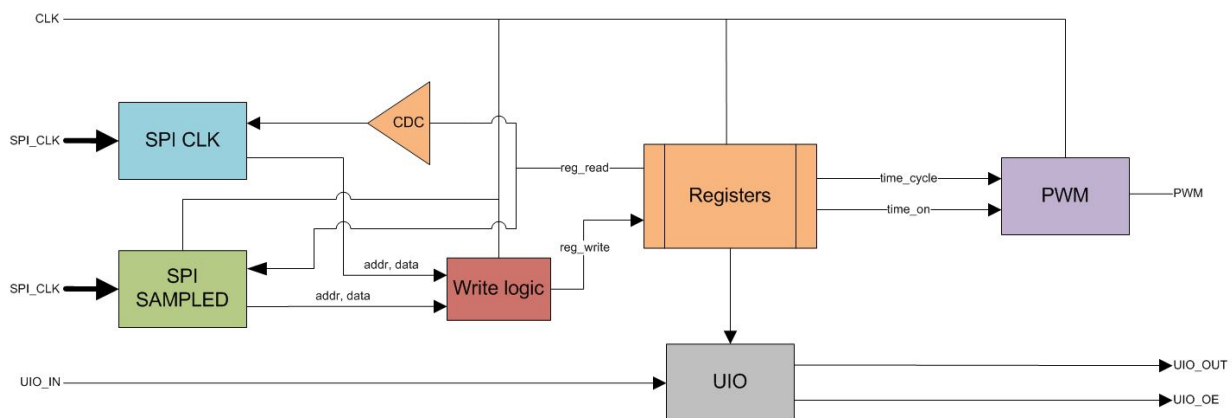 CLK
CDC
SPI_CLK
SPI CLK
reg_read
Registers
time_cycle
PWM
PWM
time_on
reg_write
SPI_CLK
SPI
SAMPLED
addr, data
addr, data
Write logic
UIO_IN
UIO
UIO_OUT
UIO_OE